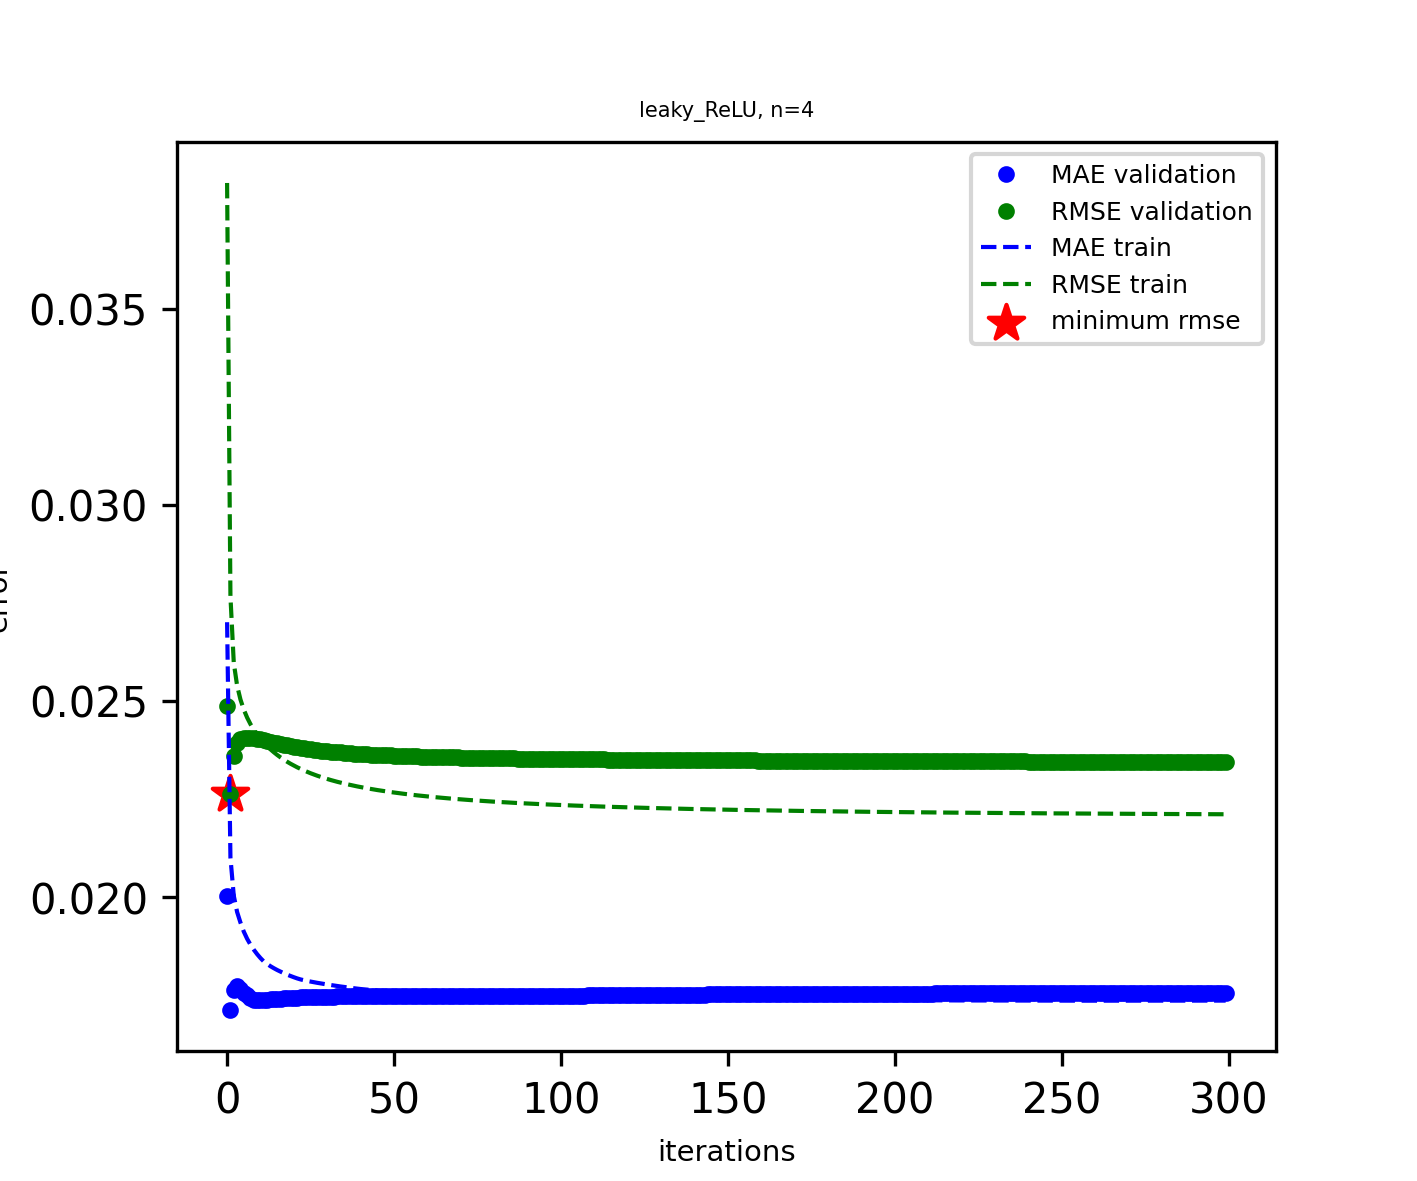 leaky_ReLU, n=4
MAE validation
RMSE validation
MAE train
RMSE train
minimum rmse
0.035
0.030
0.025
0.020
0 50 100 150 200 250 300
iterations